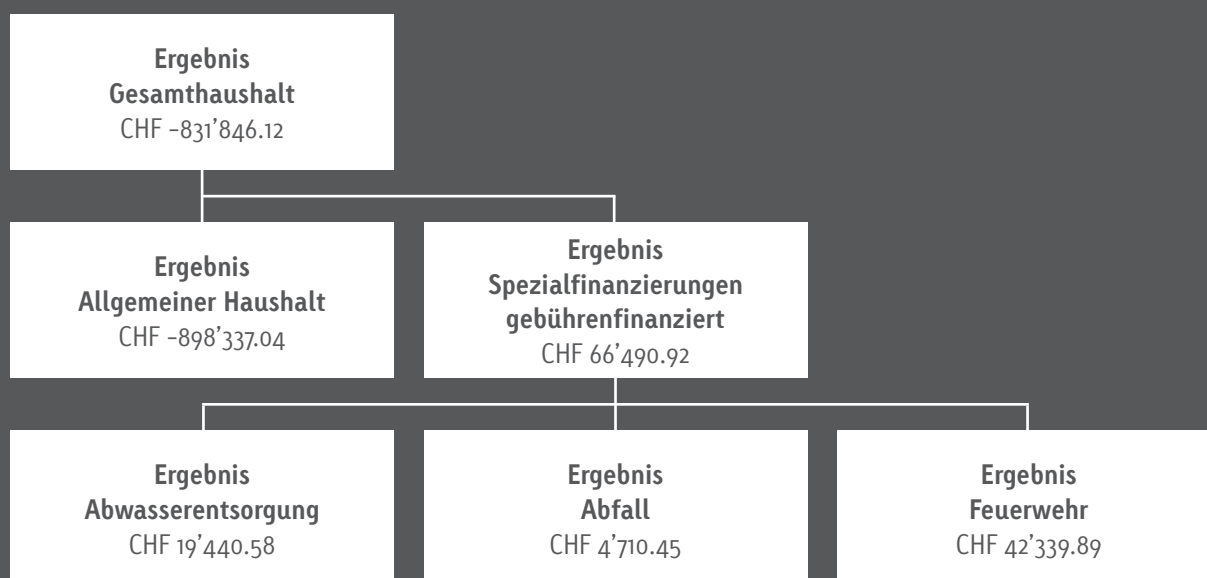 Ergebnis
Gesamthaushalt
CHF -831’846.12
Ergebnis
Allgemeiner Haushalt
CHF -898’337.04
Ergebnis
Spezialfinanzierungen
gebührenfinanziert
CHF 66’490.92
Ergebnis
Abwasserentsorgung
CHF 19’440.58
Ergebnis
Abfall
CHF 4’710.45
Ergebnis
Feuerwehr
CHF 42’339.89